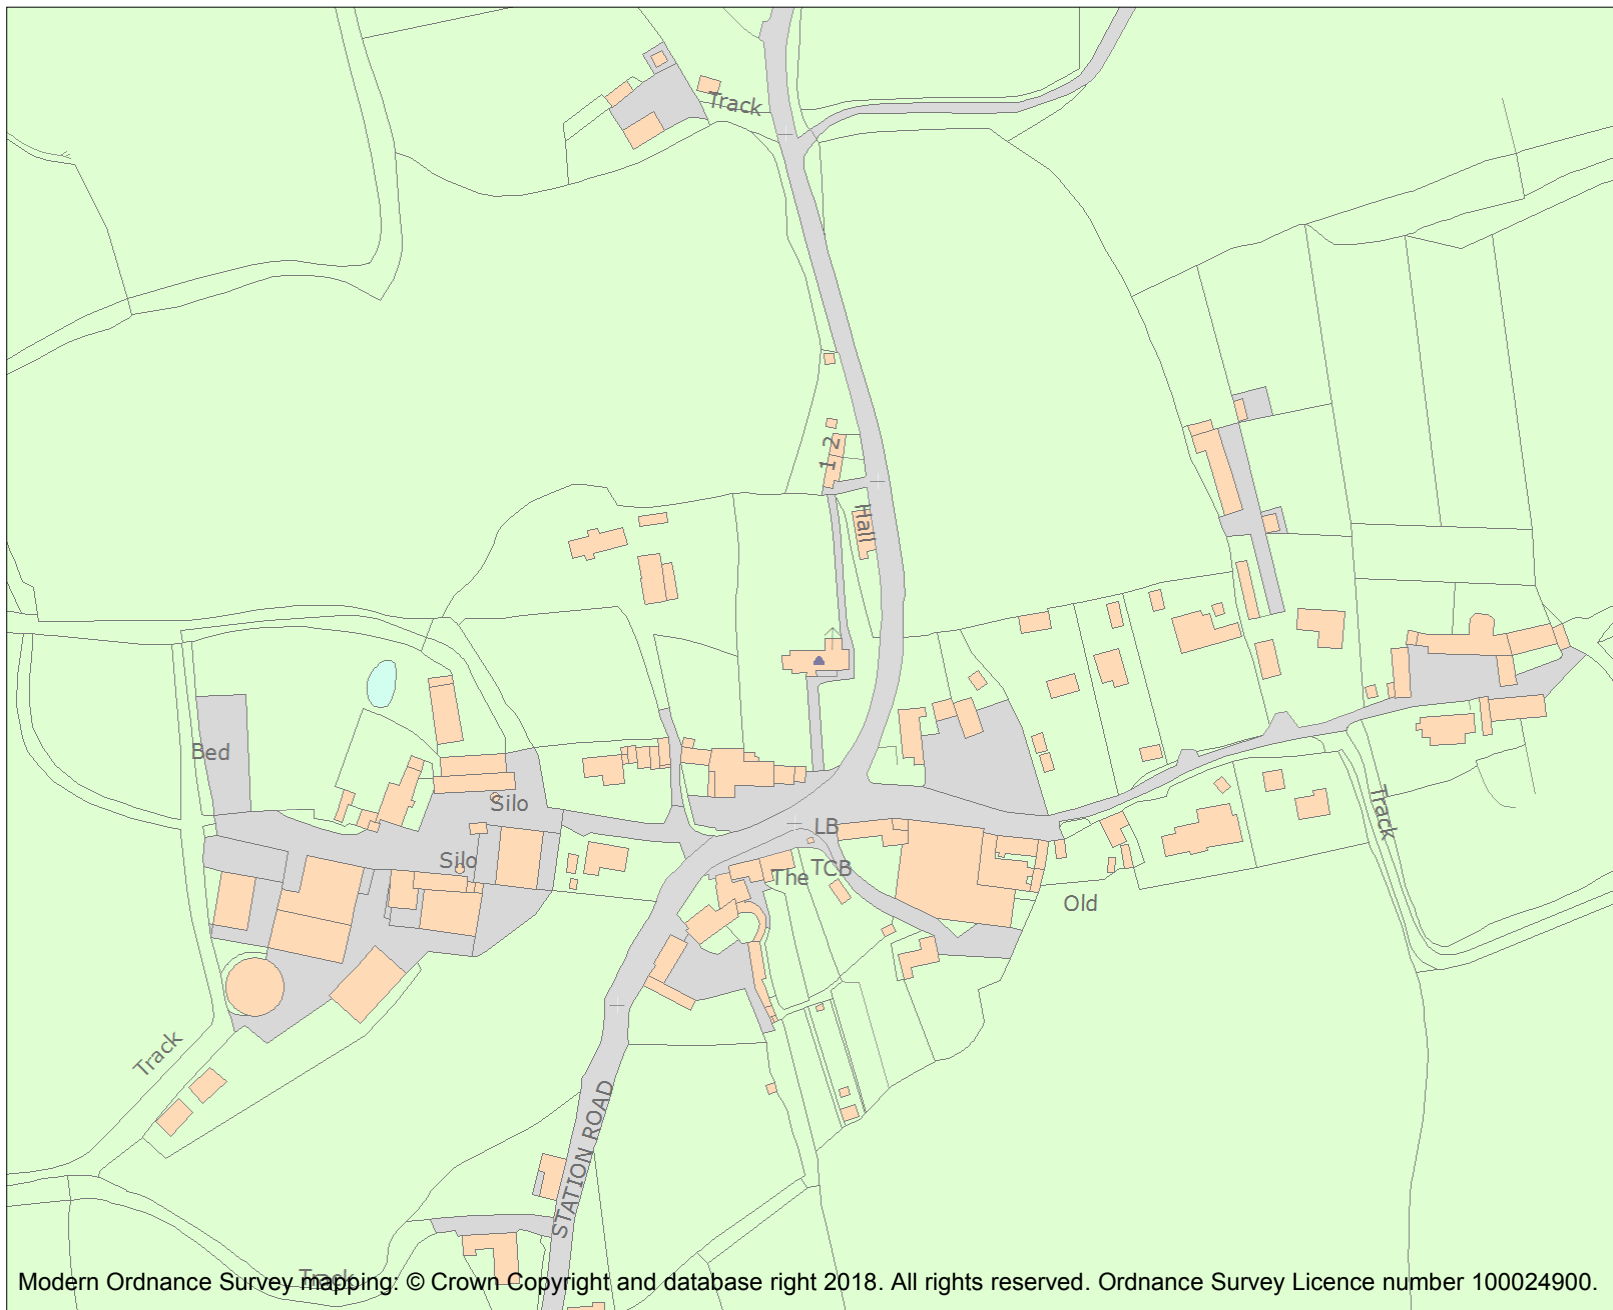 Track
1 2
Hall
Bed
Silo
LB
Silo
The
TCB
Old
Track
Track
STATION ROAD
Track
Modern Ordnance Survey mapping: © Crown Copyright and database right 2018. All rights reserved. Ordnance Survey Licence number 100024900.